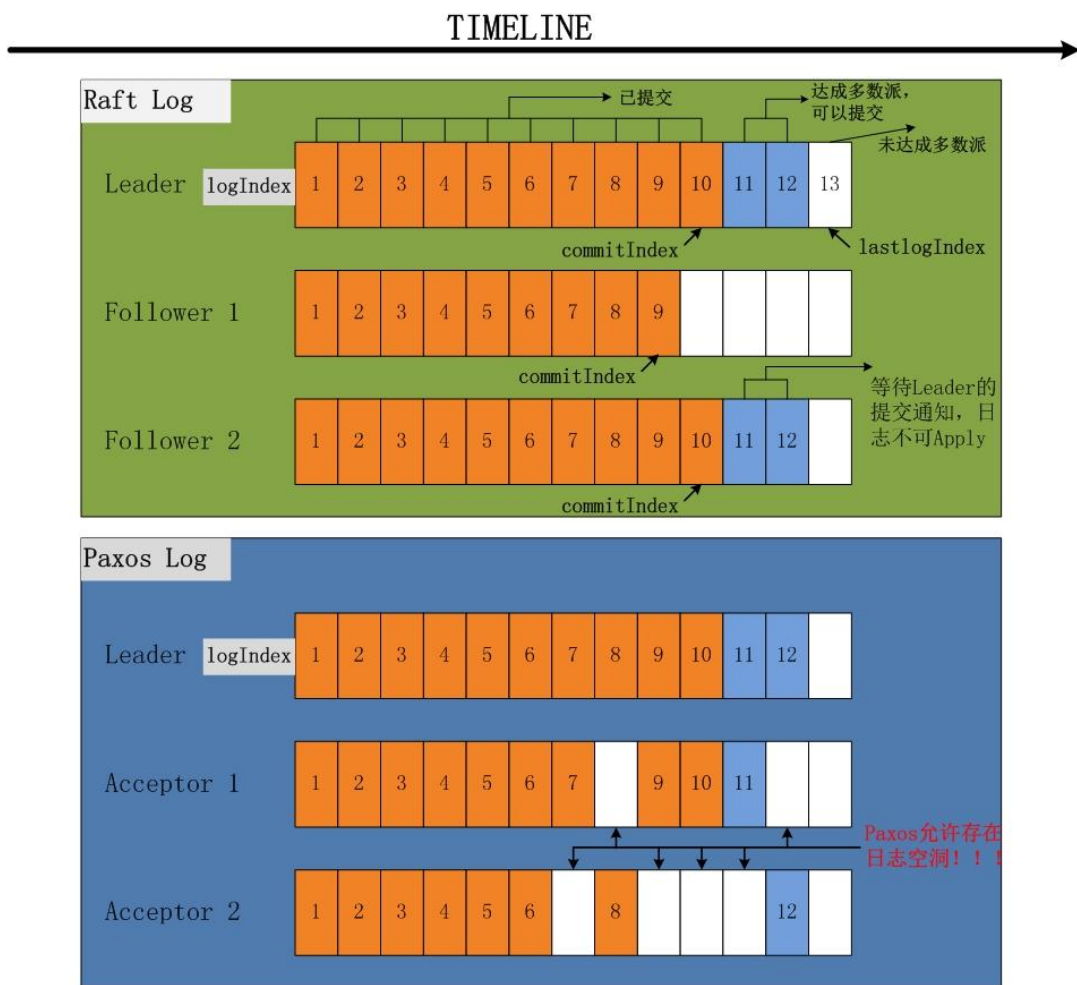 TIMELINE
Raft Log
已提交
达成多数派，
可以提交
未达成多数派
Leader logIndex 1 2 3 4 5 6 7 8 9 10 11 12 13
commitIndex
lastlogIndex
Follower 1 1 2 3 4 5 6 7 8 9
commitIndex
等待Leader的
提交通知，日
志不可Apply
Follower 2 1 2 3 4 5 6 7 8 9 10 11 12
commitIndex
Paxos Log
Leader logIndex 1 2 3 4 5 6 7 8 9 10 11 12
Acceptor 1 1 2 3 4 5 6 7 9 10 11
Paxos允许存在
日志空洞！！！
Acceptor 2 1 2 3 4 5 6 8 12